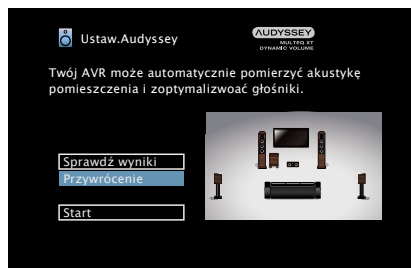 Ustaw.Audyssey
AUDYSSEY
MULTEQ XT
DYNAMIC VOLUME
Twój AVR może automatycznie pomierzyć akustykę
pomieszczenia i zoptymalizwoać głośniki.
Sprawdź wyniki
Przywrócenie
Start